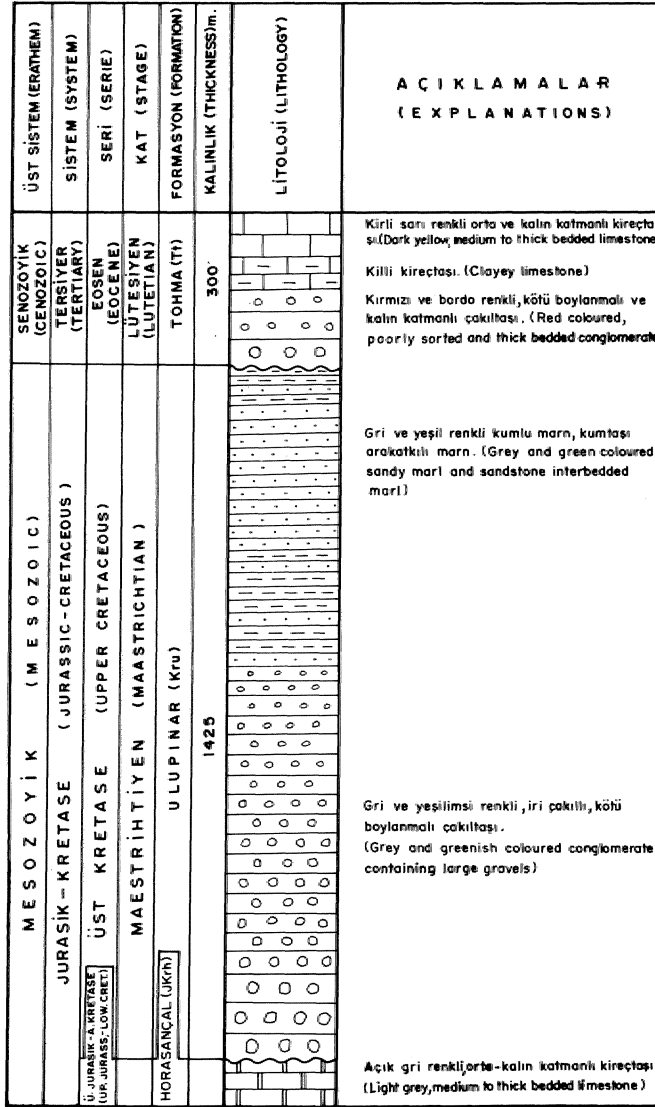 ÜST SİSTEM (ERATHEM)
SİSTEM (SYSTEM)
SERİ (SERIE)
KAT (STAGE)
FORMASYON (FORMATION)
KALINLIK (THICKNESS)m.
LİTOLOJİ (LITHOLOGY)
AÇIKLAMALAR
(EXPLANATIONS)
SENOZOYİK
(CENOZOIC)
TERSİYER
(TERTIARY)
EOSEN
(EOCENE)
LÜTESİYEN
(LUTETIAN)
TOHMA (Tt)
300
Kirli sarı renkli orta ve kalın katmanlı kireçta
şı.(Dark yellow, medium to thick bedded limestone
Killi kireçtaşı. (Clayey limestone)
Kırmızı ve bordo renkli, kötü boylanmalı ve
kalın katmanlı çakıltaşı. (Red coloured,
poorly sorted and thick bedded conglomerate
MESOZOYİK (MESOZOIC)
JURASİK-KRETASE (JURASSIC-CRETACEOUS)
ÜST KRETASE (UPPER CRETACEOUS)
MAESTRİHTİYEN (MAASTRICHTIAN)
ULUPINAR (Kru)
1425
Gri ve yeşil renkli kumlu marn, kumtaşı
arakatkılı marn. (Grey and green coloured
sandy marl and sandstone interbedded
marl)
Gri ve yeşilimsi renkli, iri çakıllı, kötü
boylanmalı çakıltaşı.
(Grey and greenish coloured conglomerate
containing large gravels)
Ü. JURASİK-A. KRETASE
(UP. JURASS.-LOW. CRET.)
HORASANÇAL (JKrh)
Açık gri renkli, orta-kalın katmanlı kireçtaşı
(Light grey, medium to thick bedded limestone)